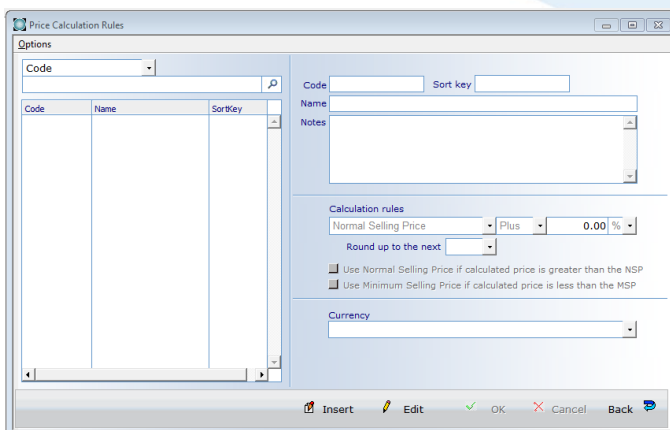 Price Calculation Rules
Options
Code
Code Name SortKey
Code Sort key
Name
Notes
Calculation rules
Normal Selling Price Plus 0.00 %
Round up to the next
Use Normal Selling Price if calculated price is greater than the NSP
Use Minimum Selling Price if calculated price is less than the MSP
Currency
Insert Edit OK Cancel Back